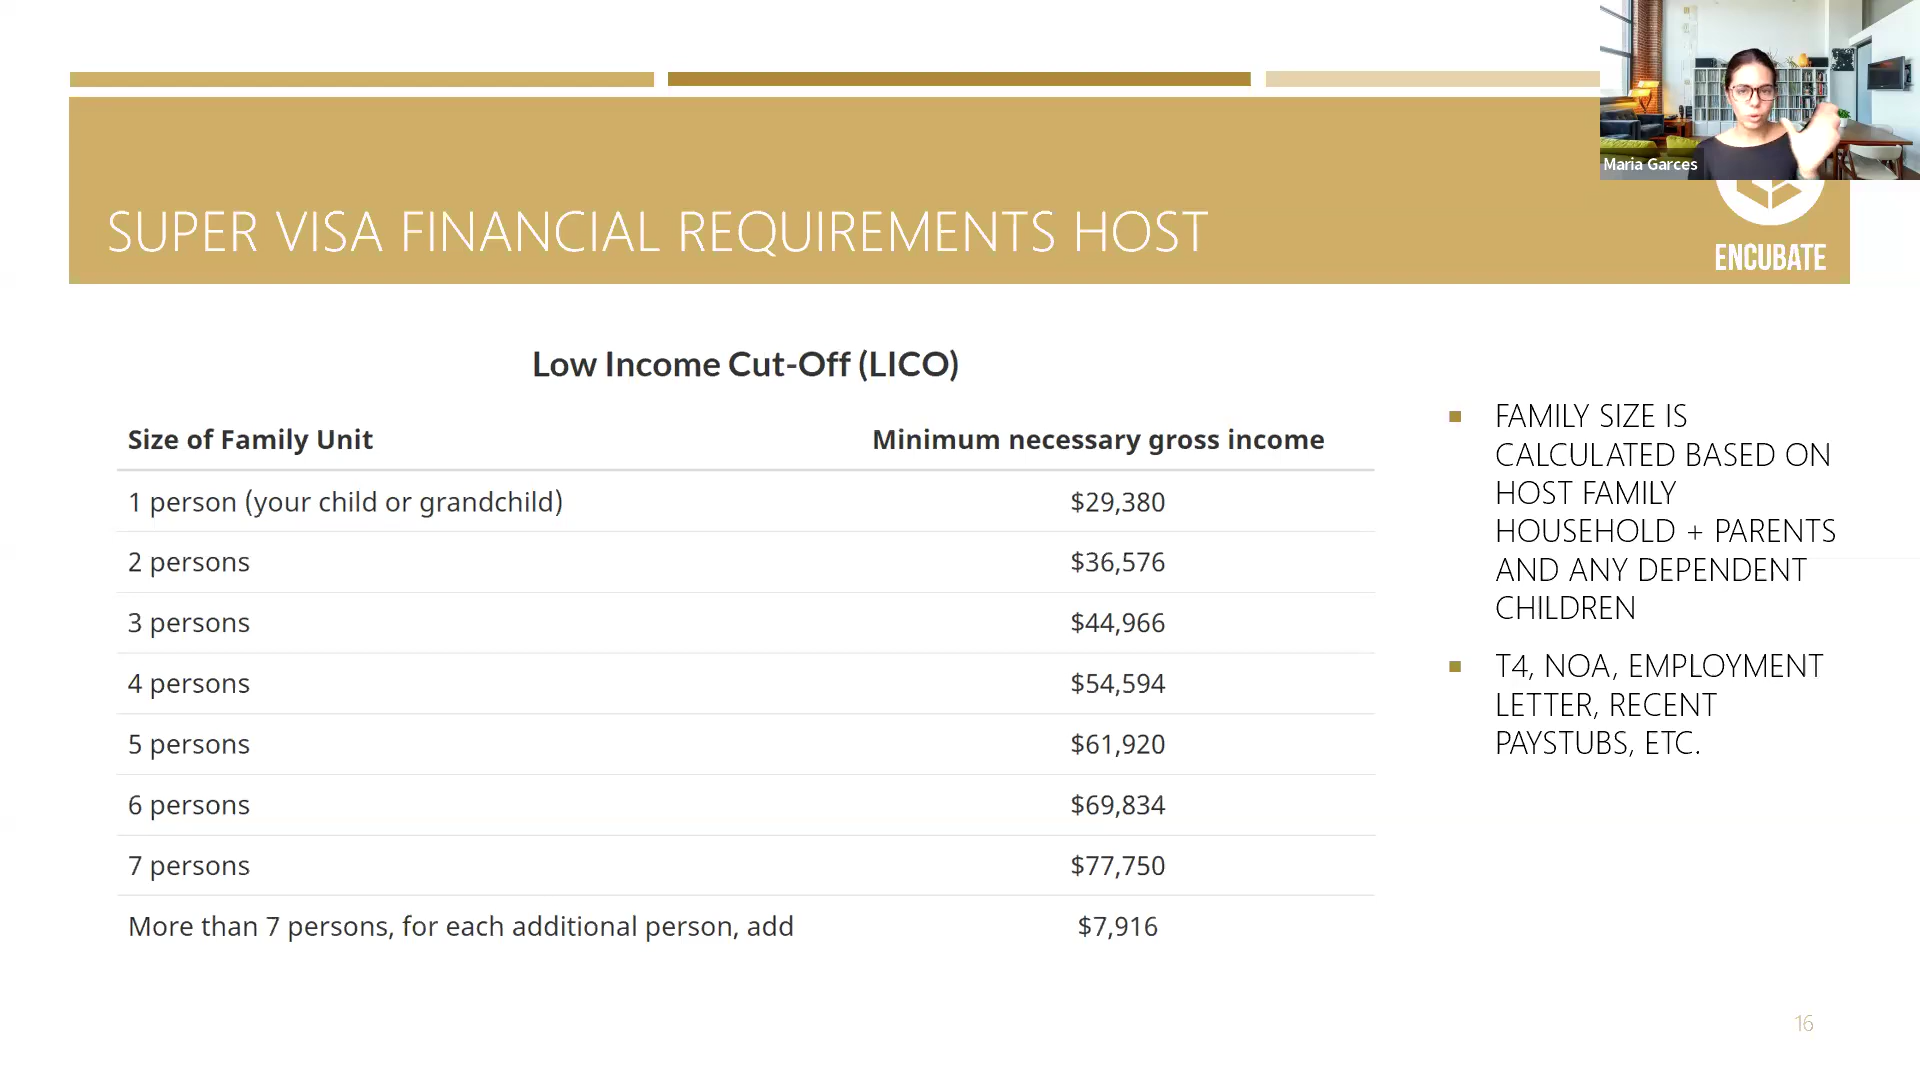 Maria Garces
SUPER VISA FINANCIAL REQUIREMENTS HOST
ENCUBATE
Low Income Cut-Off (LICO)
Size of Family Unit Minimum necessary gross income
1 person (your child or grandchild) $29,380
2 persons $36,576
3 persons $44,966
4 persons $54,594
5 persons $61,920
6 persons $69,834
7 persons $77,750
More than 7 persons, for each additional person, add $7,916
FAMILY SIZE IS
CALCULATED BASED ON
HOST FAMILY
HOUSEHOLD + PARENTS
AND ANY DEPENDENT
CHILDREN
T4, NOA, EMPLOYMENT
LETTER, RECENT
PAYSTUBS, ETC.
16